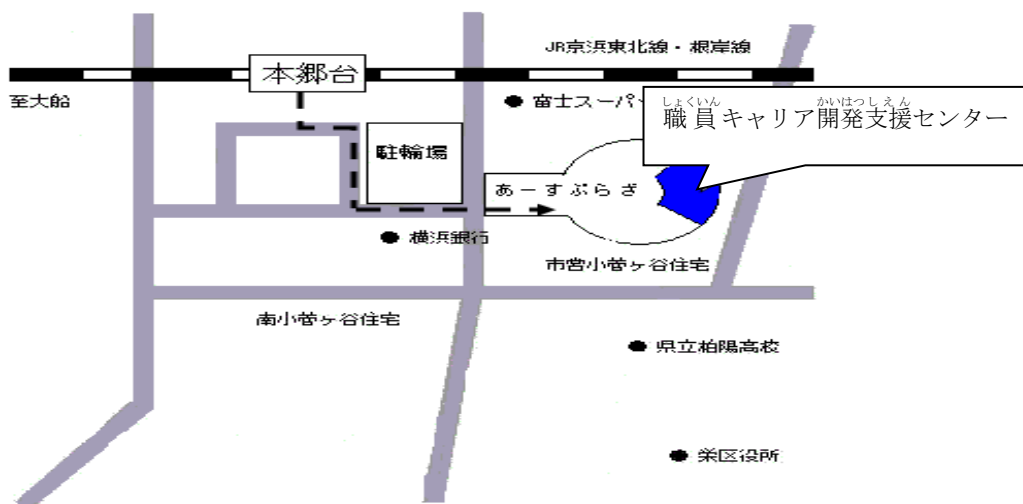 JR京浜東北線・根岸線
本郷台
至大船
富士スーパ
しょくいん かいはつしえん
職員キャリア開発支援センター
駐輪場
あーすぷらざ
横浜銀行
市営小菅ヶ谷住宅
南小菅ヶ谷住宅
県立柏陽高校
栄区役所